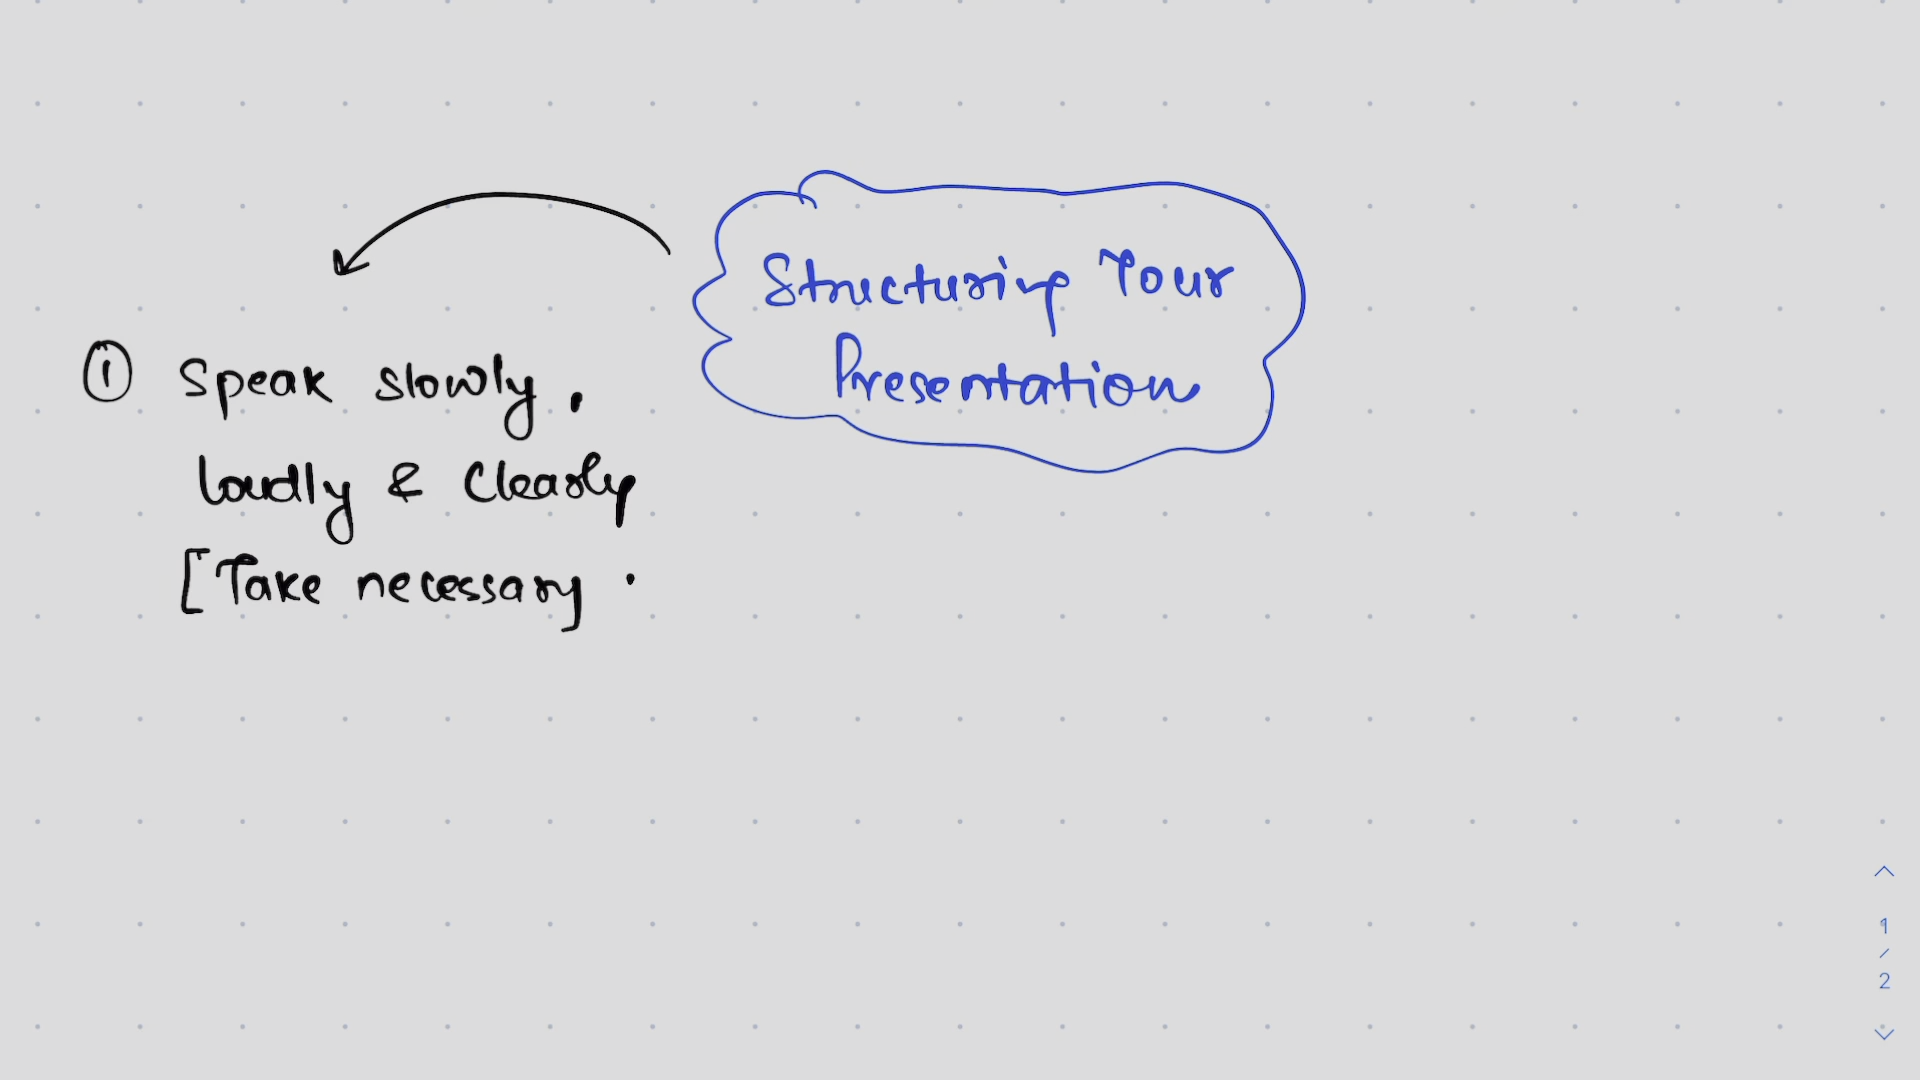 Structuring Your
Presentation
① Speak slowly,
loudly & Clearly
[Take necessary
1
/
2